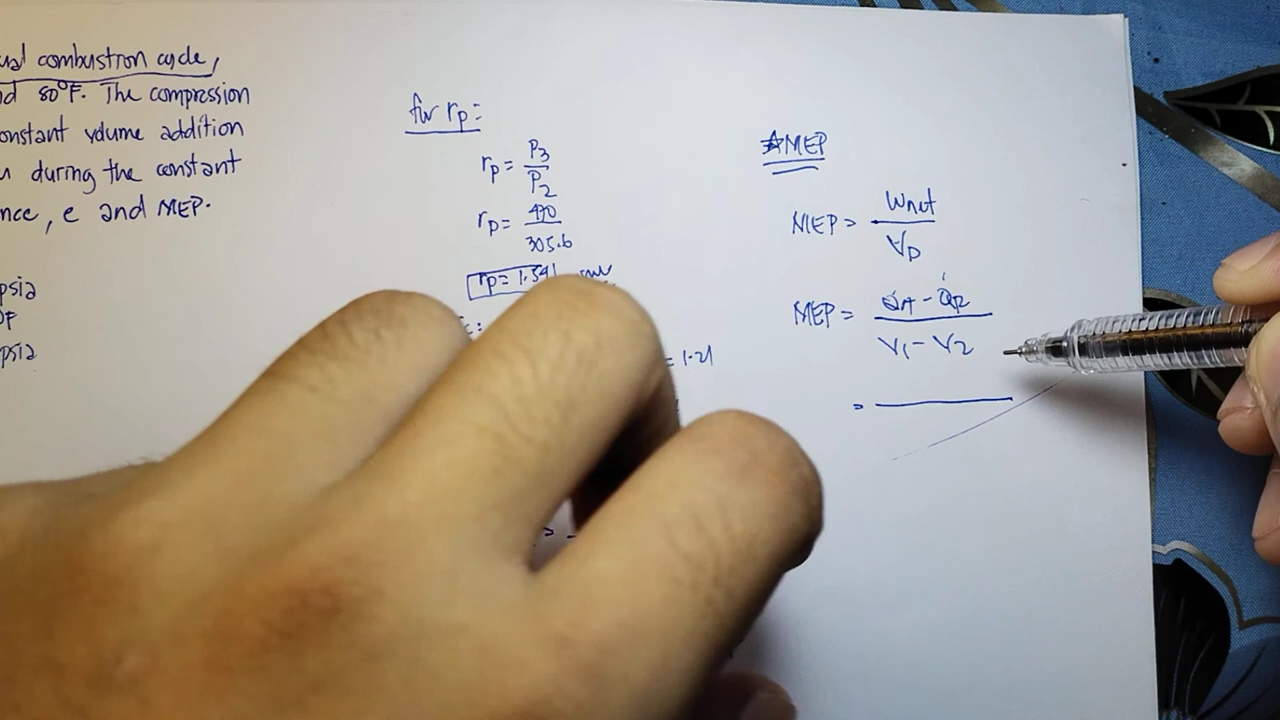 ual combustion cycle,
nd 80°F. The compression
onstant volume addition
n during the constant
nce, e and MEP.
psia
°F
psia
for rp:
rp = P3/P2
rp = 470/305.6
rp = 1.541
= 1.21
☆MEP
MEP = Wnet/VD
MEP = QA - QR / V1 - V2
=